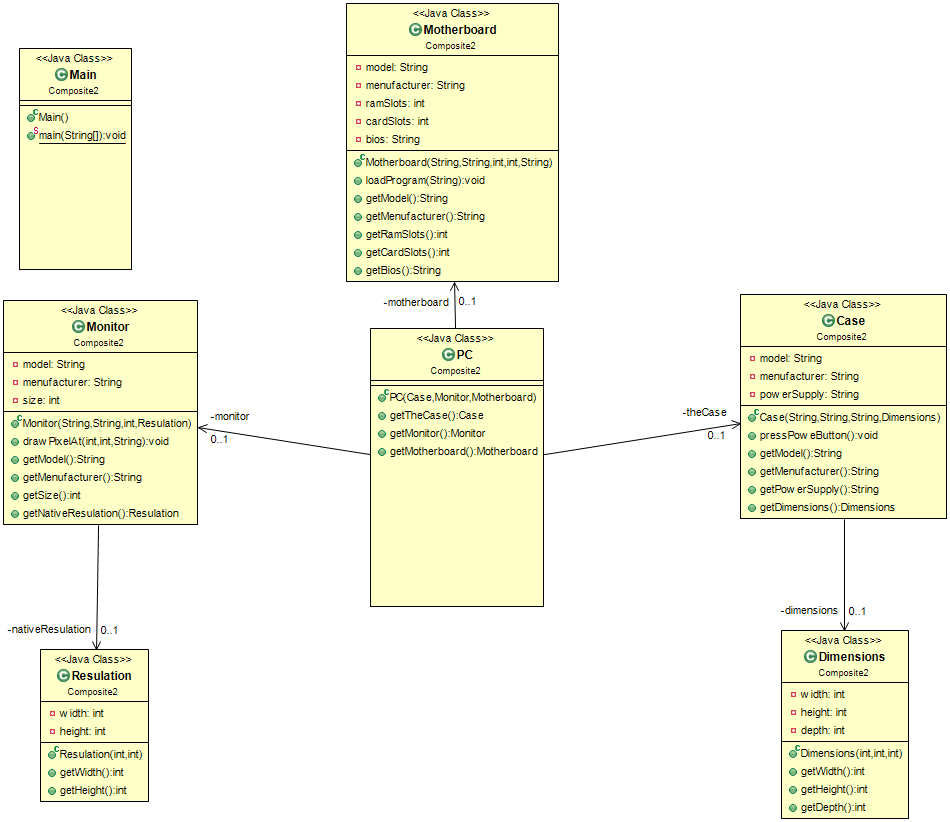 <<Java Class>>
Main
Composite2
Main()
main(String[]):void
<<Java Class>>
Motherboard
Composite2
model: String
menufacturer: String
ramSlots: int
cardSlots: int
bios: String
Motherboard(String,String,int,int,String)
loadProgram(String):void
getModel():String
getMenufacturer():String
getRamSlots():int
getCardSlots():int
getBios():String
-motherboard 0..1
<<Java Class>>
Monitor
Composite2
model: String
menufacturer: String
size: int
Monitor(String,String,int,Resulation)
drawPixelAt(int,int,String):void
getModel():String
getMenufacturer():String
getSize():int
getNativeResulation():Resulation
-monitor
0..1
<<Java Class>>
PC
Composite2
PC(Case,Monitor,Motherboard)
getTheCase():Case
getMonitor():Monitor
getMotherboard():Motherboard
-theCase
0..1
<<Java Class>>
Case
Composite2
model: String
menufacturer: String
powerSupply: String
Case(String,String,String,Dimensions)
pressPoweButton():void
getModel():String
getMenufacturer():String
getPowerSupply():String
getDimensions():Dimensions
-nativeResulation 0..1
<<Java Class>>
Resulation
Composite2
width: int
height: int
Resulation(int,int)
getWidth():int
getHeight():int
-dimensions 0..1
<<Java Class>>
Dimensions
Composite2
width: int
height: int
depth: int
Dimensions(int,int,int)
getWidth():int
getHeight():int
getDepth():int